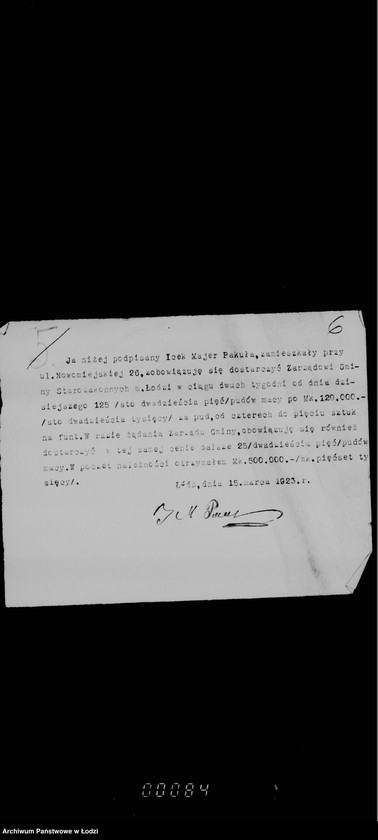 5
6
Ja niżej podpisany Icek Majer Pakuła,zamieszkały przy
ul.Nowomiejskiej 26,zobowiązuję się dostarczyć Zarządowi Gmi-
ny Starozakonnych m.Łodzi w ciągu dwuch tygodni od dnia dzi-
siejszego 125 /sto dwadzieścia pięć/pudów macy po Mk.120,000.-
/sto dwadzieścia tysięcy/ za pud,od czterech do pięciu sztuk
na funt.W razie żądania Zarządu Gminy,obowiązuję się również
dostarczyć w tej samej cenie dalsze 25/dwadzieścia pięć/pudów
macy.W poczet należności otrzymałem Mk.500.000.-/mk.pięćset ty
sięcy/.
Łódź,dnia 15.marca 1923.r.
00084
Archiwum Państwowe w Łodzi